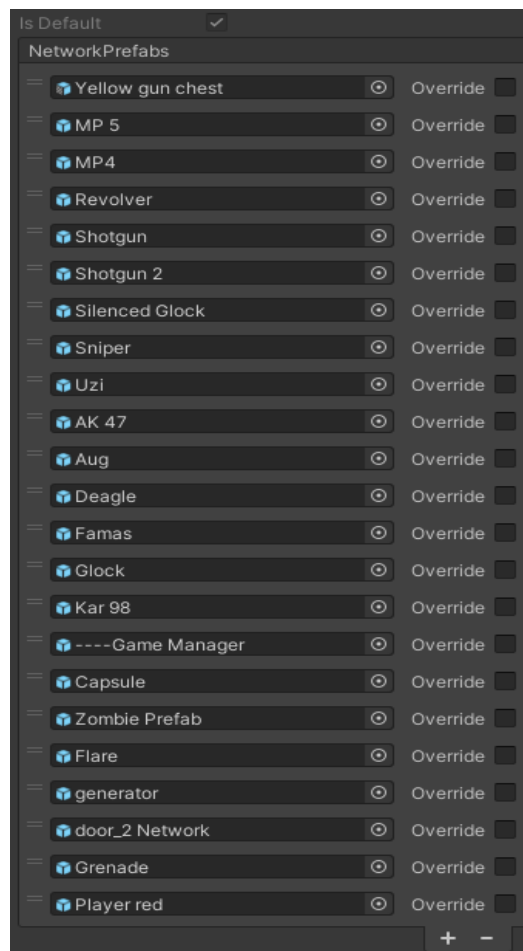 Is Default
NetworkPrefabs
Yellow gun chest Override
MP 5 Override
MP4 Override
Revolver Override
Shotgun Override
Shotgun 2 Override
Silenced Glock Override
Sniper Override
Uzi Override
AK 47 Override
Aug Override
Deagle Override
Famas Override
Glock Override
Kar 98 Override
----Game Manager Override
Capsule Override
Zombie Prefab Override
Flare Override
generator Override
door_2 Network Override
Grenade Override
Player red Override
+ -